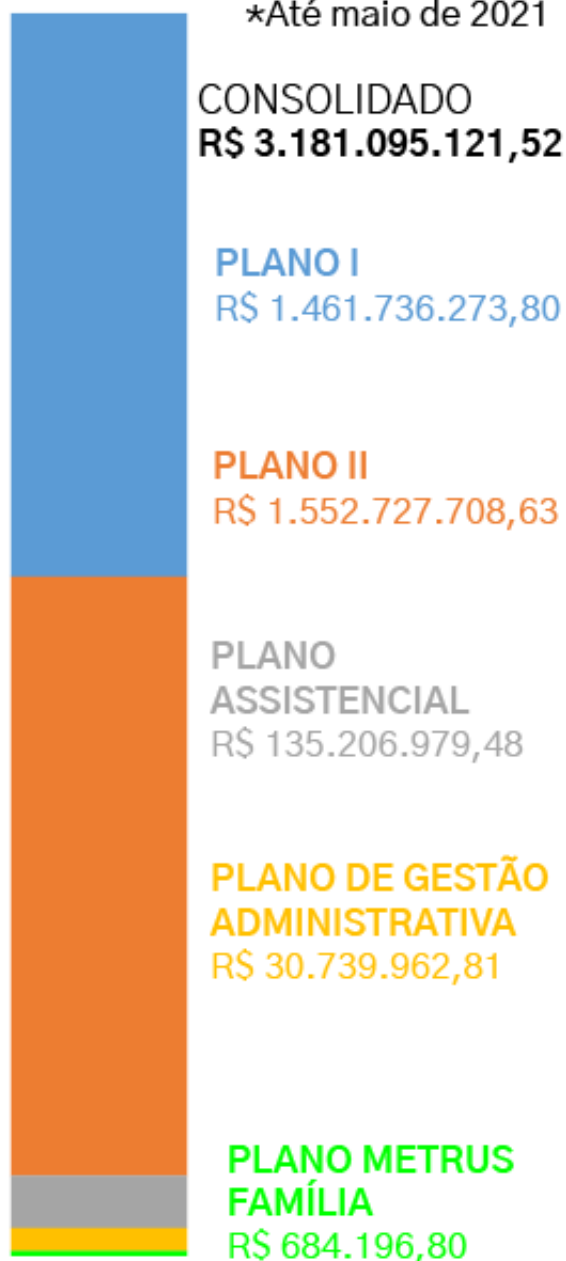 *Até maio de 2021
CONSOLIDADO
R$ 3.181.095.121,52
PLANO I
R$ 1.461.736.273,80
PLANO II
R$ 1.552.727.708,63
PLANO
ASSISTENCIAL
R$ 135.206.979,48
PLANO DE GESTÃO
ADMINISTRATIVA
R$ 30.739.962,81
PLANO METRUS
FAMÍLIA
R$ 684.196,80